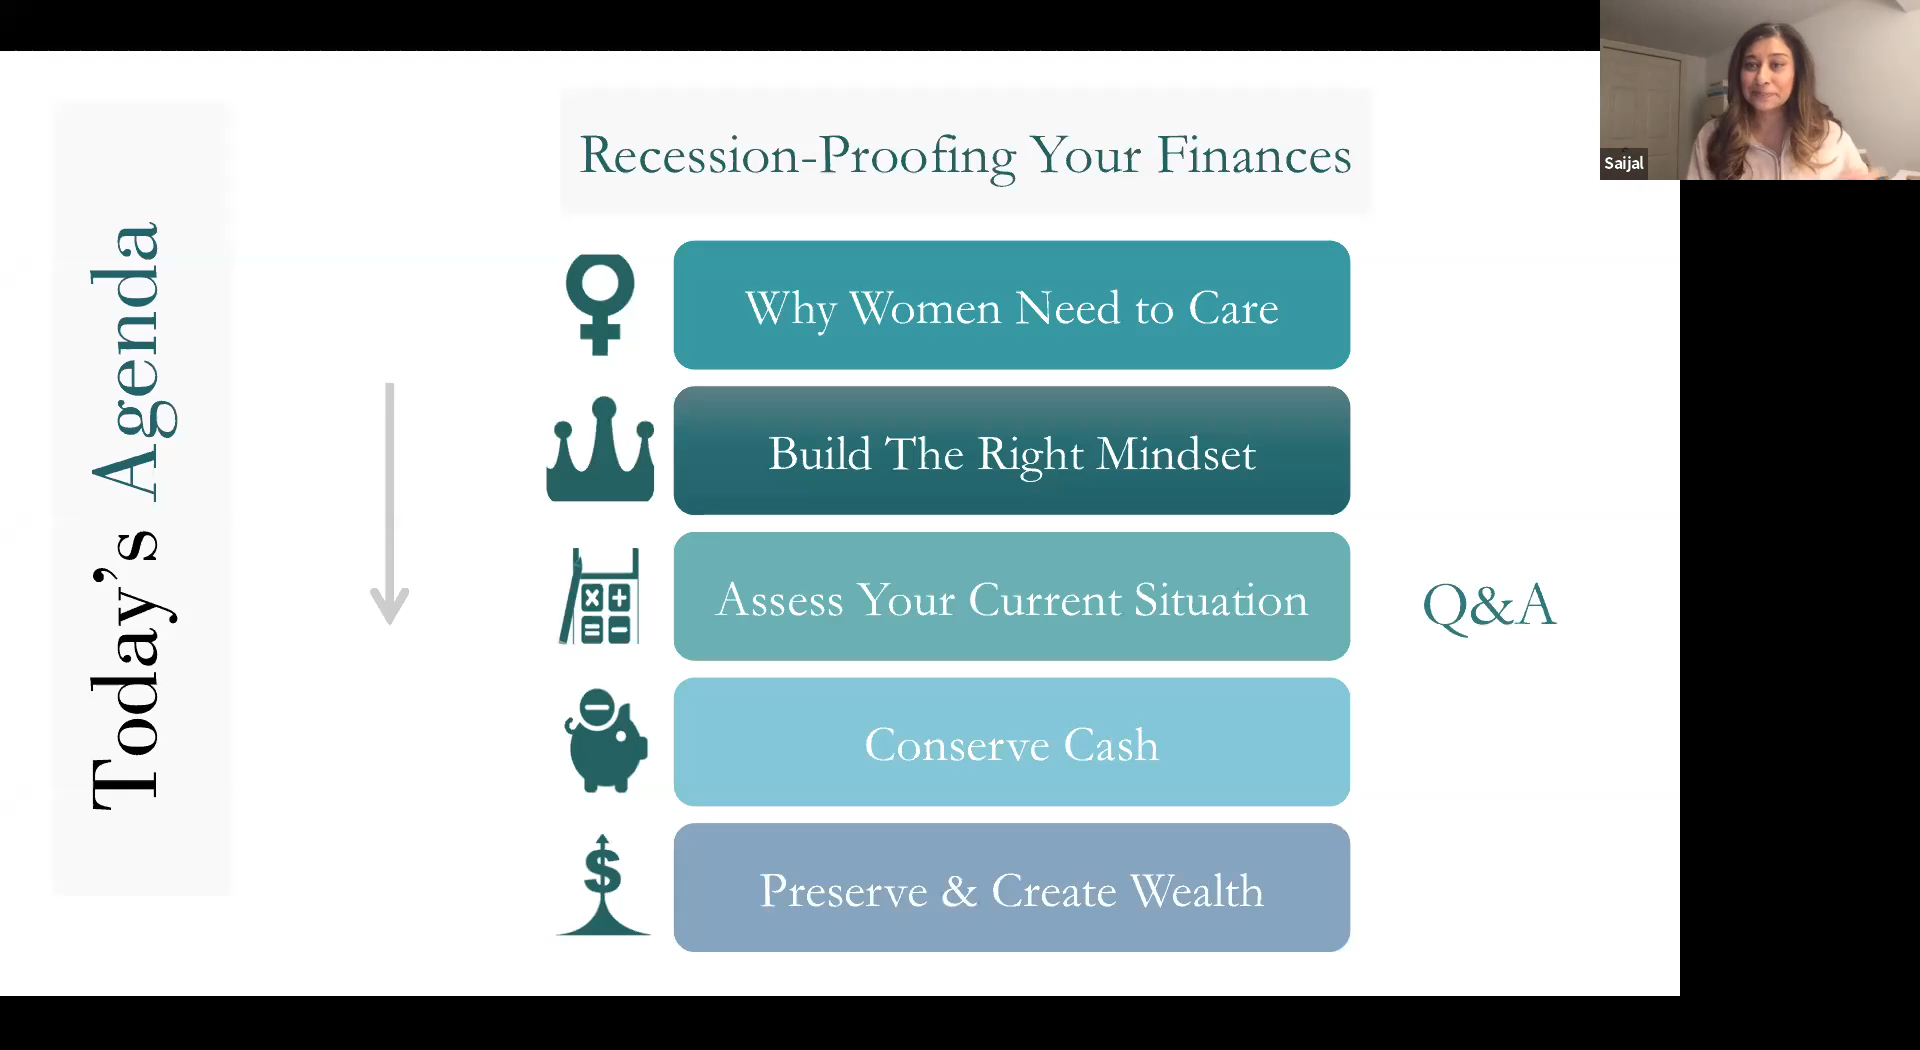 Today's Agenda
Recession-Proofing Your Finances
Why Women Need to Care
Build The Right Mindset
Assess Your Current Situation
Conserve Cash
$
Preserve & Create Wealth
Q&A
Saijal